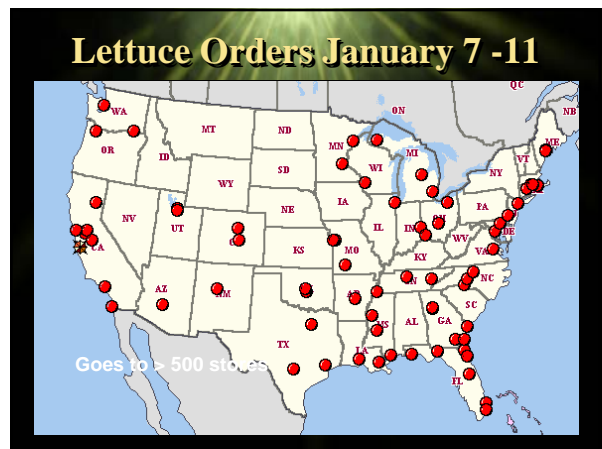 Lettuce Orders January 7 -11
QC
ON
NB
WA
MT
ND
MN
MI
ME
VT
OR
ID
SD
WI
NY
WY
IA
PA
NV
UT
NE
IL
IN
OH
DE
CA
KS
MO
KY
WV
VA
NC
AZ
NM
AR
TN
SC
TX
MS
AL
GA
LA
FL
Goes to > 500 stores